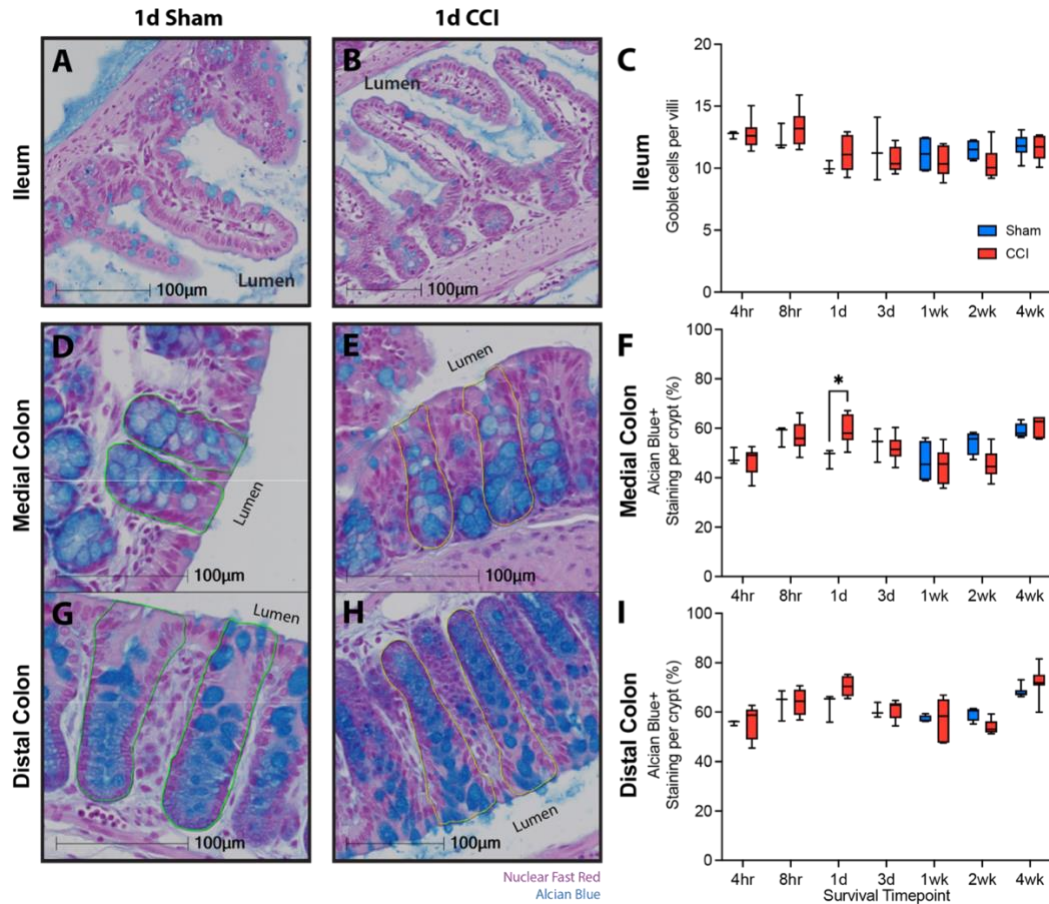 1d Sham
1d CCI
Ileum
A
Lumen
100µm
B
Lumen
100µm
C
Ileum
Goblet cells per villi
20
15
10
5
0
Sham
CCI
4hr 8hr 1d 3d 1wk 2wk 4wk
Medial Colon
D
Lumen
100µm
E
Lumen
100µm
F
Medial Colon
Alcian Blue+
Staining per crypt (%)
100
80
60
40
20
0
*
4hr 8hr 1d 3d 1wk 2wk 4wk
Distal Colon
G
Lumen
100µm
H
Lumen
100µm
I
Distal Colon
Alcian Blue+
Staining per crypt (%)
100
80
60
40
20
0
4hr 8hr 1d 3d 1wk 2wk 4wk
Survival Timepoint
Nuclear Fast Red
Alcian Blue